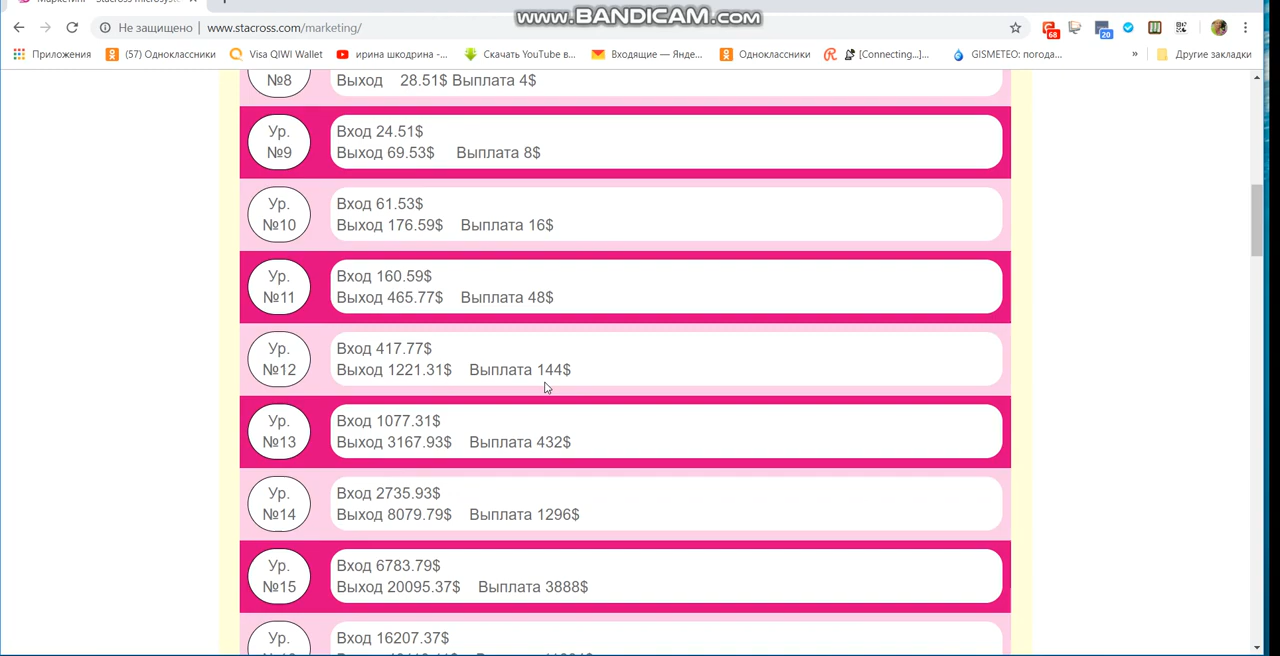 www.BANDICAM.com
Не защищено
www.stacross.com/marketing/
68
20
Приложения
(57) Одноклассники
Visa QIWI Wallet
ирина шкодрина -...
Скачать YouTube в...
Входящие — Янде...
Одноклассники
[Connecting...]...
GISMETEO: погода...
»
Другие закладки
№8
Выход 28.51$ Выплата 4$
Ур.
№9
Вход 24.51$
Выход 69.53$ Выплата 8$
Ур.
№10
Вход 61.53$
Выход 176.59$ Выплата 16$
Ур.
№11
Вход 160.59$
Выход 465.77$ Выплата 48$
Ур.
№12
Вход 417.77$
Выход 1221.31$ Выплата 144$
Ур.
№13
Вход 1077.31$
Выход 3167.93$ Выплата 432$
Ур.
№14
Вход 2735.93$
Выход 8079.79$ Выплата 1296$
Ур.
№15
Вход 6783.79$
Выход 20095.37$ Выплата 3888$
Ур.
Вход 16207.37$